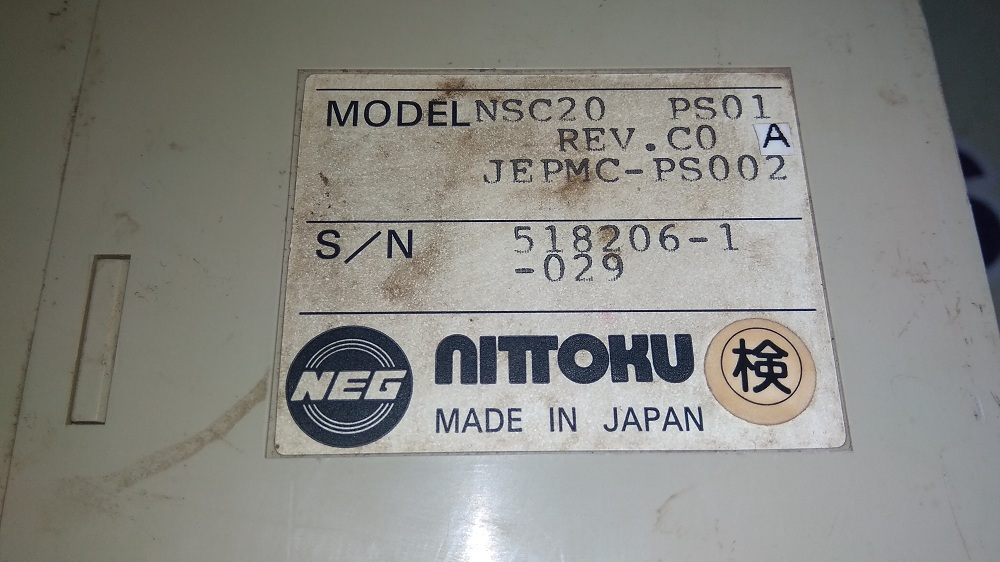 MODEL NSC20 PS01
REV.C0 A
JEPMC-PS002
S/N 518206-1
-029
NEG NITTOKU 検
MADE IN JAPAN